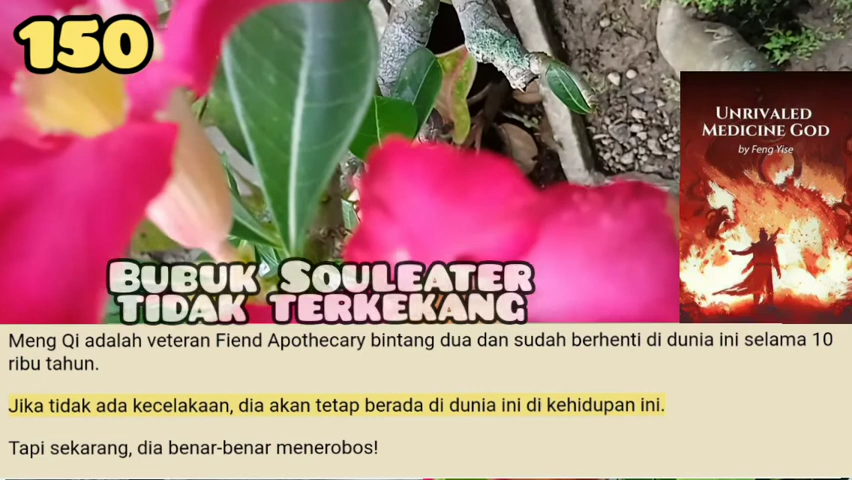 150
UNRIVALED
MEDICINE GOD
by Feng Yise
BUBUK SOULEATER
TIDAK TERKEKANG
Meng Qi adalah veteran Fiend Apothecary bintang dua dan sudah berhenti di dunia ini selama 10
ribu tahun.
Jika tidak ada kecelakaan, dia akan tetap berada di dunia ini di kehidupan ini.
Tapi sekarang, dia benar-benar menerobos!